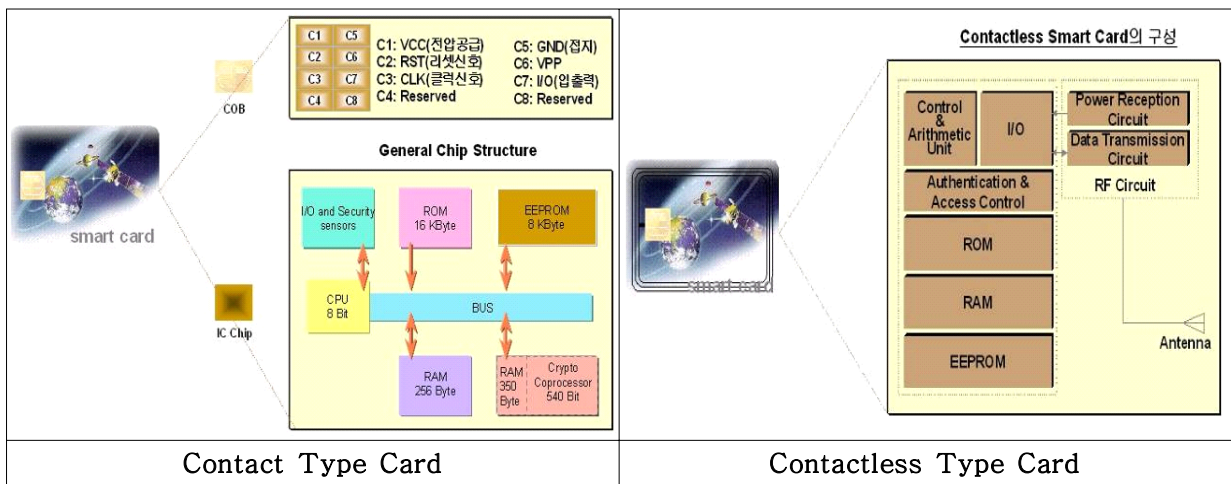 C1 C5
C2 C6
C3 C7
C4 C8
C1: VCC(전압공급)
C2: RST(리셋신호)
C3: CLK(클럭신호)
C4: Reserved
C5: GND(접지)
C6: VPP
C7: I/O(입출력)
C8: Reserved
COB
smart card
IC Chip
General Chip Structure
I/O and Security
sensors
ROM
16 KByte
EEPROM
8 KByte
CPU
8 Bit
BUS
RAM
256 Byte
RAM
350
Byte
Crypto
Coprocessor
540 Bit
Contact Type Card
Contactless Smart Card의 구성
smart card
Control
&
Arithmetic
Unit
I/O
Power Reception
Circuit
Data Transmission
Circuit
RF Circuit
Authentication &
Access Control
ROM
RAM
EEPROM
Antenna
Contactless Type Card